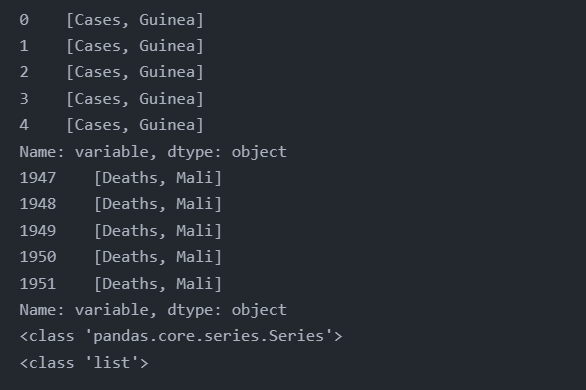 0    [Cases, Guinea]
1    [Cases, Guinea]
2    [Cases, Guinea]
3    [Cases, Guinea]
4    [Cases, Guinea]
Name: variable, dtype: object
1947    [Deaths, Mali]
1948    [Deaths, Mali]
1949    [Deaths, Mali]
1950    [Deaths, Mali]
1951    [Deaths, Mali]
Name: variable, dtype: object
<class 'pandas.core.series.Series'>
<class 'list'>